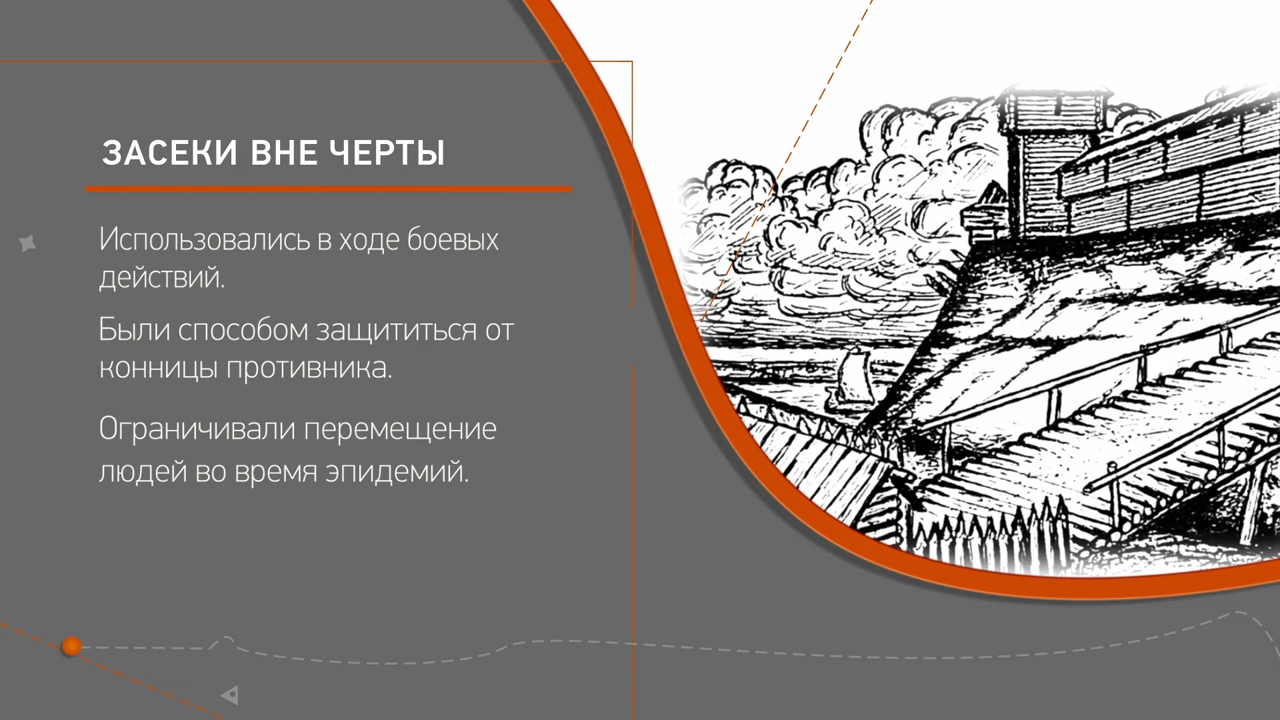 ЗАСЕКИ ВНЕ ЧЕРТЫ
Использовались в ходе боевых
действий.
Были способом защититься от
конницы противника.
Ограничивали перемещение
людей во время эпидемий.